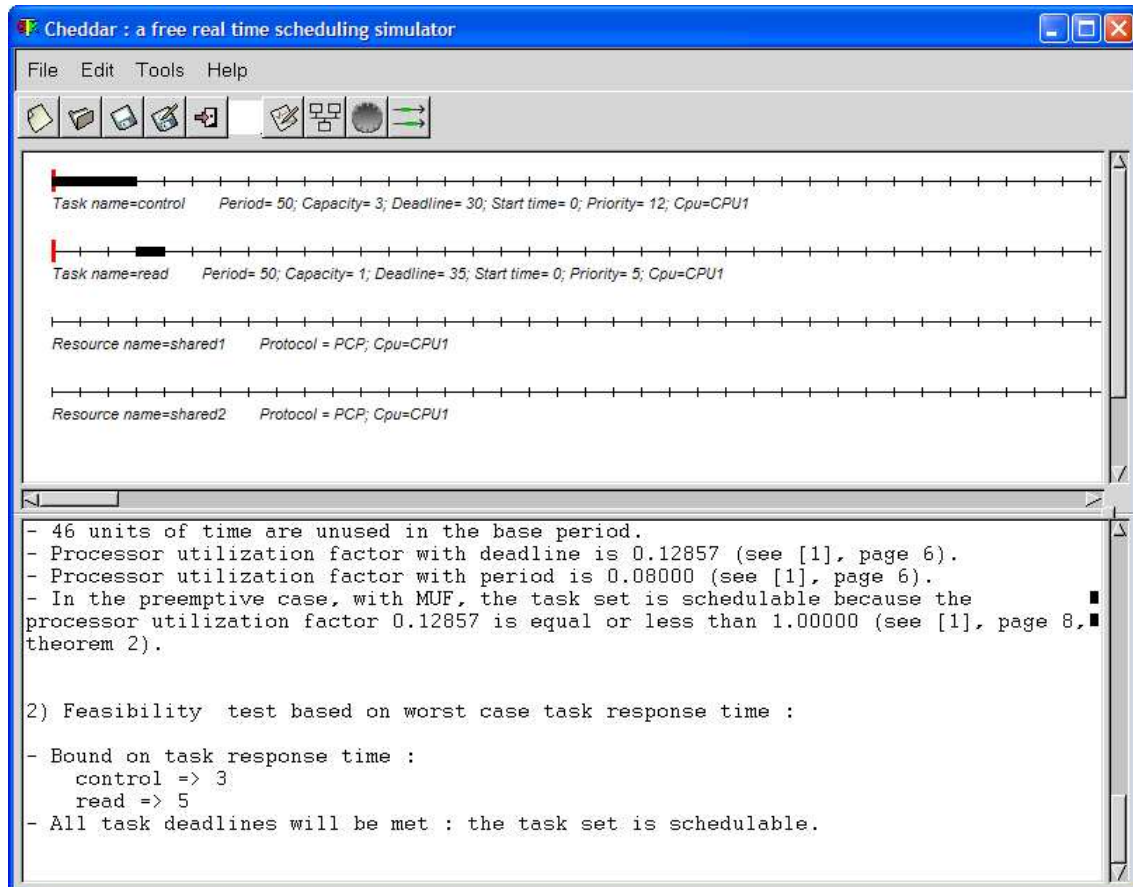 Cheddar : a free real time scheduling simulator
File Edit Tools Help
Task name=control Period= 50; Capacity= 3; Deadline= 30; Start time= 0; Priority= 12; Cpu=CPU1
Task name=read Period= 50; Capacity= 1; Deadline= 35; Start time= 0; Priority= 5; Cpu=CPU1
Resource name=shared1 Protocol = PCP; Cpu=CPU1
Resource name=shared2 Protocol = PCP; Cpu=CPU1
- 46 units of time are unused in the base period.
- Processor utilization factor with deadline is 0.12857 (see [1], page 6).
- Processor utilization factor with period is 0.08000 (see [1], page 6).
- In the preemptive case, with MUF, the task set is schedulable because the
processor utilization factor 0.12857 is equal or less than 1.00000 (see [1], page 8,
theorem 2).
2) Feasibility test based on worst case task response time :
- Bound on task response time :
control => 3
read => 5
- All task deadlines will be met : the task set is schedulable.